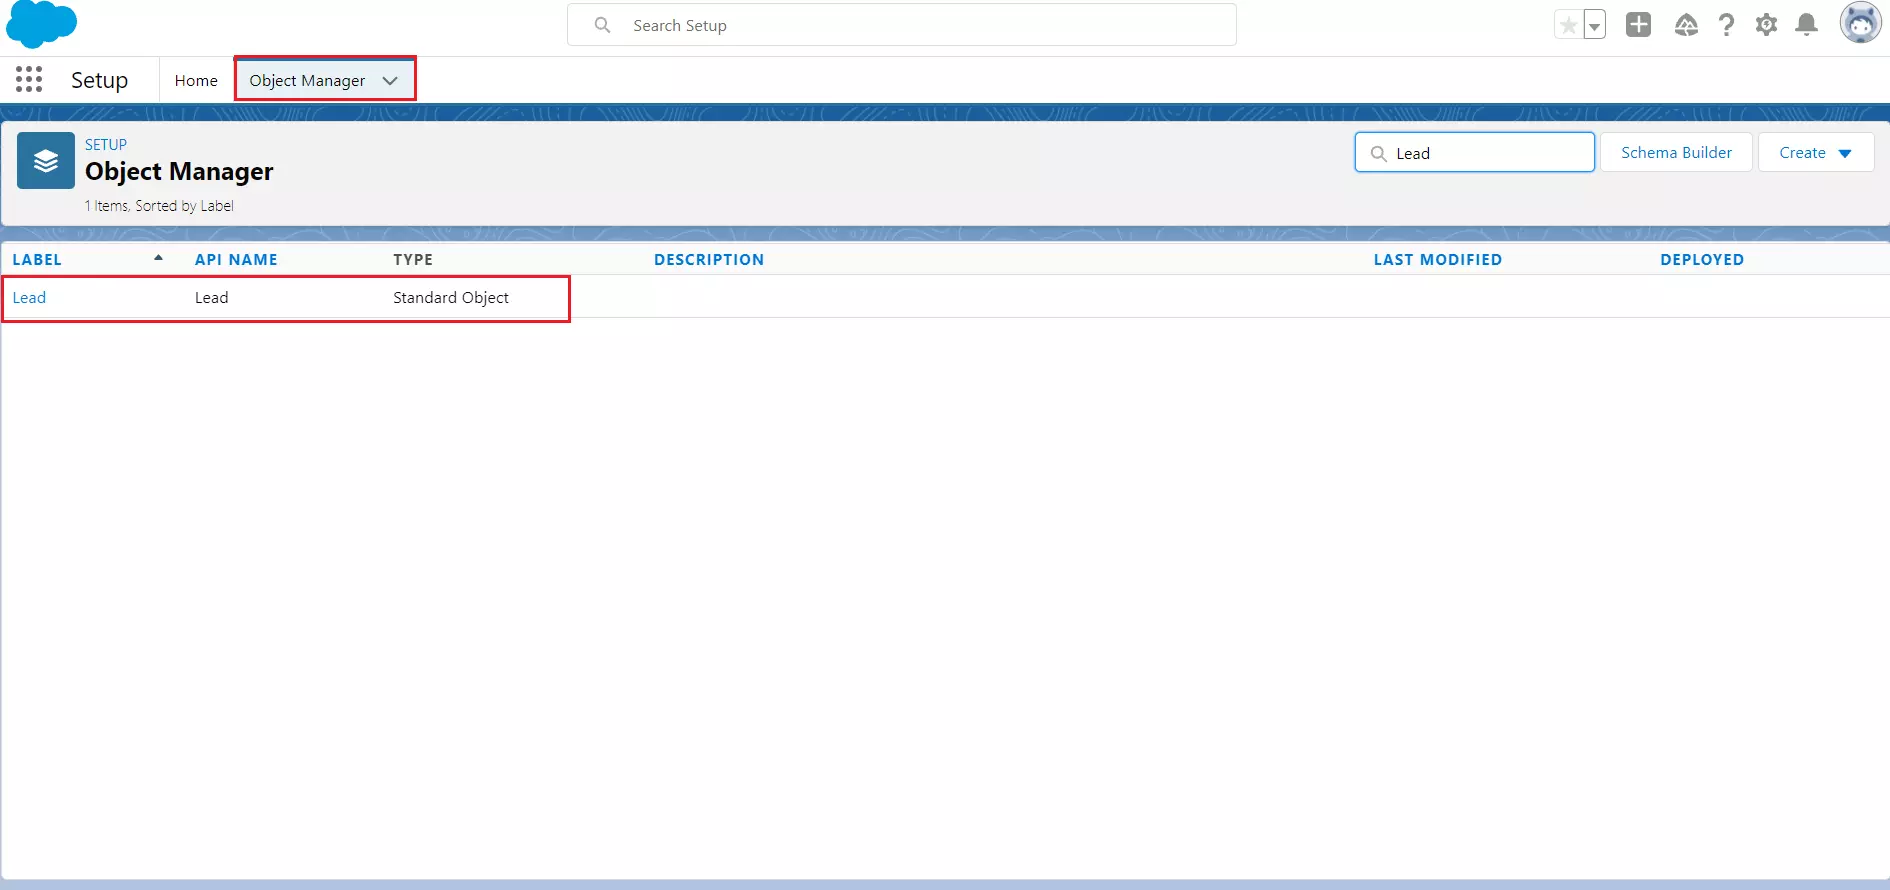 Search Setup
Setup
Home
Object Manager
SETUP
Object Manager
1 Items, Sorted by Label
Lead
Schema Builder
Create
LABEL API NAME TYPE DESCRIPTION LAST MODIFIED DEPLOYED
Lead Lead Standard Object